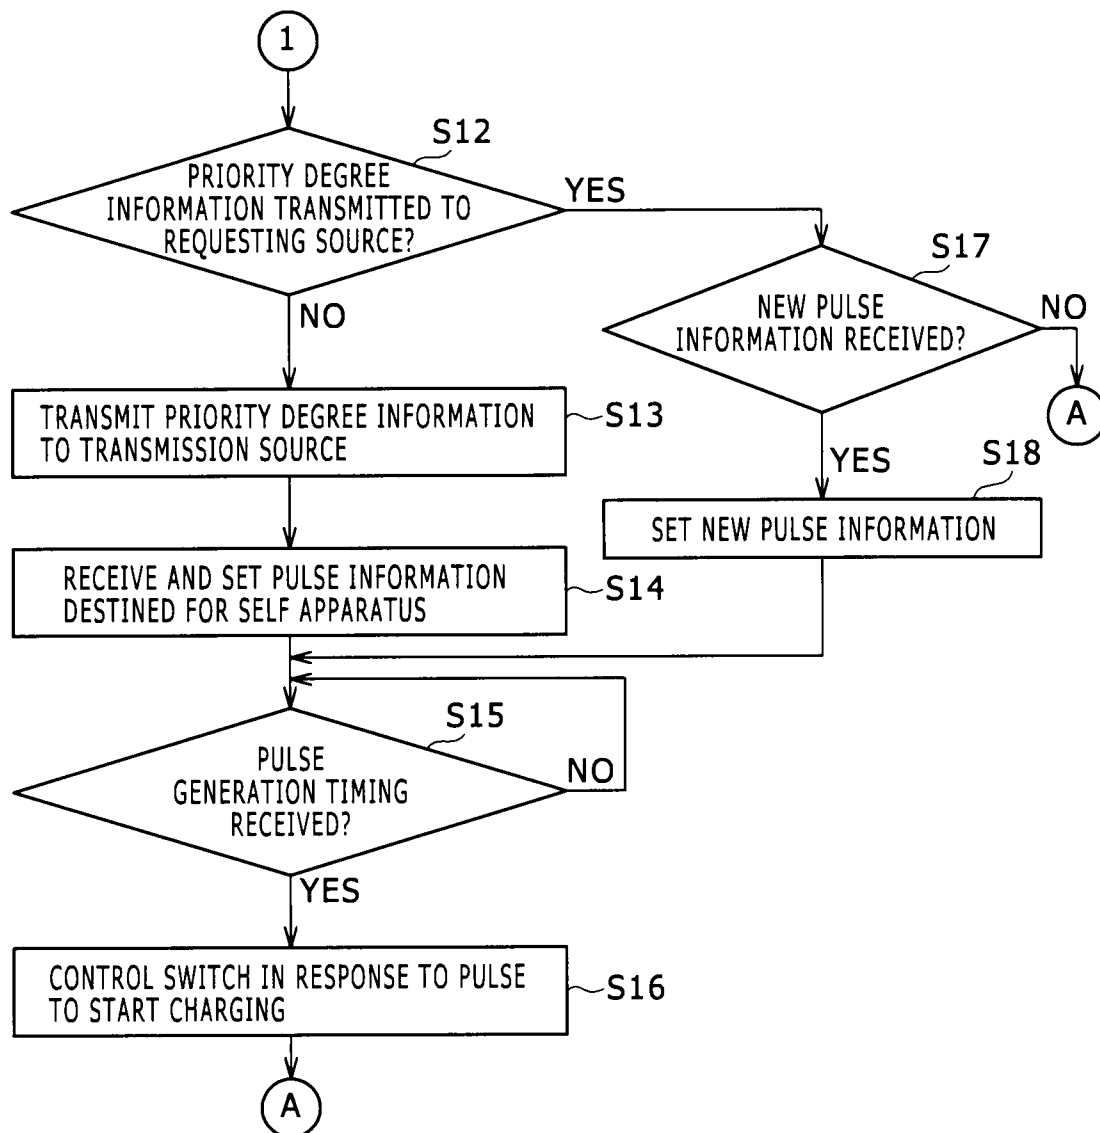 1
S12
PRIORITY DEGREE
INFORMATION TRANSMITTED TO
REQUESTING SOURCE?
YES
NO
S17
NEW PULSE
INFORMATION RECEIVED?
NO
A
YES
TRANSMIT PRIORITY DEGREE INFORMATION
TO TRANSMISSION SOURCE
S13
S18
SET NEW PULSE INFORMATION
RECEIVE AND SET PULSE INFORMATION
DESTINED FOR SELF APPARATUS
S14
S15
PULSE
GENERATION TIMING
RECEIVED?
NO
YES
CONTROL SWITCH IN RESPONSE TO PULSE
TO START CHARGING
S16
A